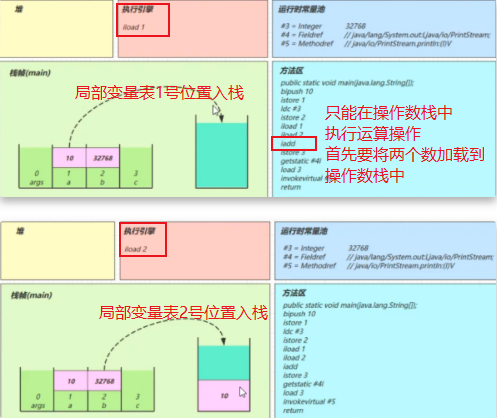 堆
执行引擎
iload 1
运行时常量池
#3 = Integer 32768
#4 = Fieldref // java/lang/System.out:Ljava/io/PrintStream;
#5 = Methodref // java/io/PrintStream.println:(I)V
栈帧(main)
局部变量表1号位置入栈
10 32768
0 1 2 3
args a b c
方法区
public static void main(java.lang.String[]);
bipush 10
istore 1
ldc #3
istore 2
iload 1
iload 2
iadd
istore 3
getstatic #4l
load 3
invokevirtual #5
return
只能在操作数栈中
执行运算操作
首先要将两个数加载到
操作数栈中
堆
执行引擎
iload 2
运行时常量池
#3 = Integer 32768
#4 = Fieldref // java/lang/System.out:Ljava/io/PrintStream;
#5 = Methodref // java/io/PrintStream.println:(I)V
栈帧(main)
局部变量表2号位置入栈
10 32768
0 1 2 3
args a b c
10
方法区
public static void main(java.lang.String[]);
bipush 10
istore 1
ldc #3
istore 2
iload 1
iload 2
iadd
istore 3
getstatic #4l
load 3
invokevirtual #5
return